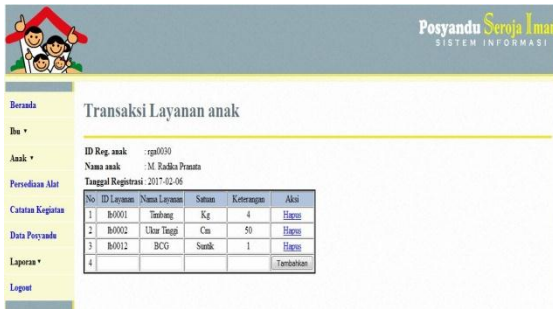 Posyandu Seroja Iman
SISTEM INFORMASI
Beranda
Ibu
Anak
Persediaan Alat
Catatan Kegiatan
Data Posyandu
Laporan
Logout
Transaksi Layanan anak
ID Reg. anak : rga0030
Nama anak : M. Radika Pranata
Tanggal Registrasi : 2017-02-06
No ID Layanan Nama Layanan Satuan Keterangan Aksi
1 lb0001 Timbang Kg 4 Hapus
2 lb0002 Ukur Tinggi Cm 50 Hapus
3 lb0012 BCG Suntik 1 Hapus
4 Tambahkan